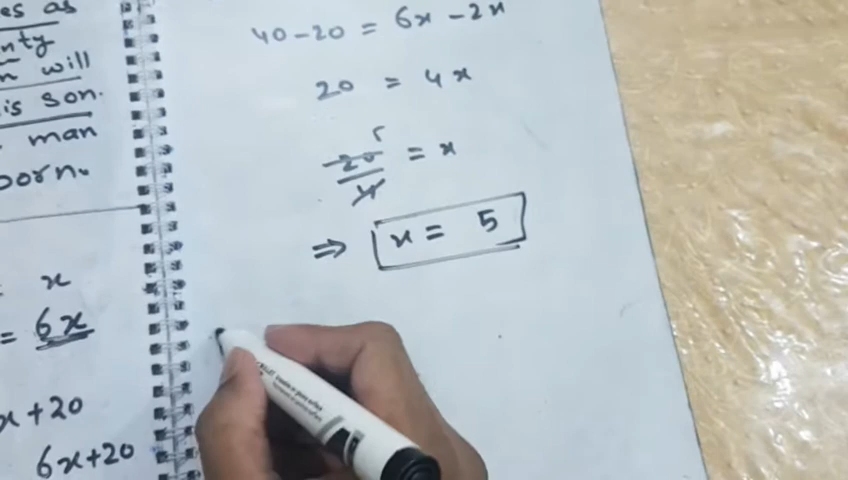 es as
nty
n will
is son.
man
born.
= x
= 6x
x+20
6x+20
40-20 = 6x-2x
20 = 4x
20/4 5 = x
⇒ x = 5